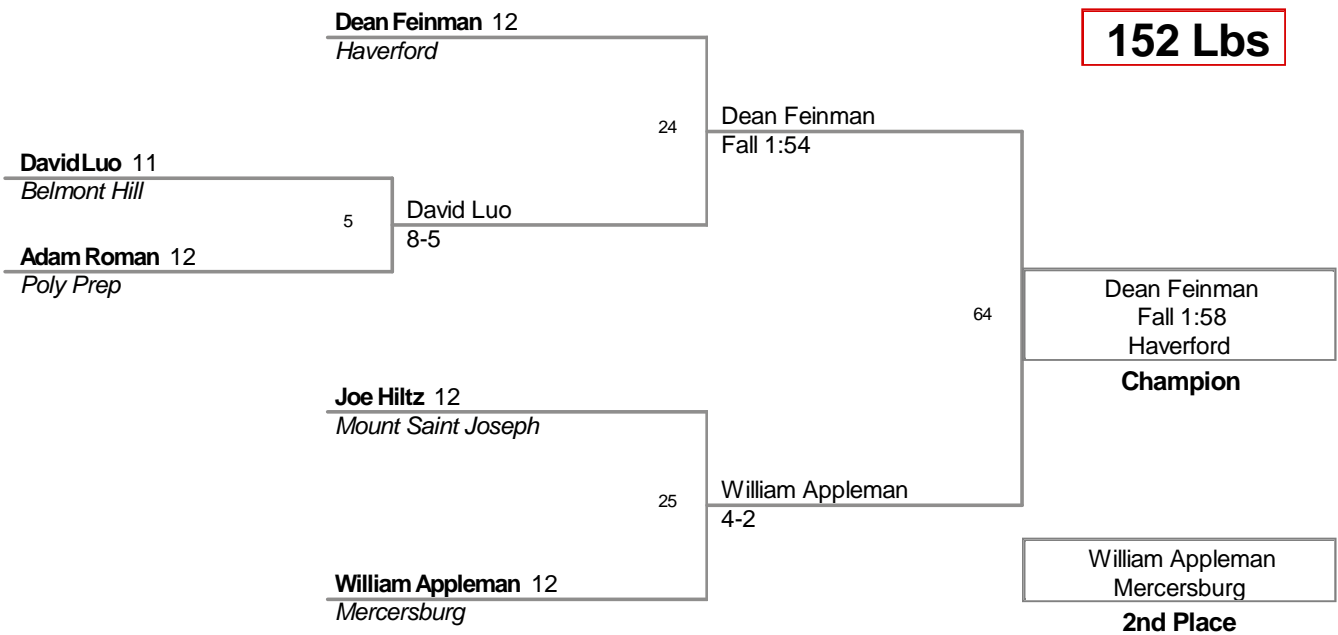 Dean Feinman 12
Haverford
152 Lbs
24
Dean Feinman
Fall 1:54
David Luo 11
Belmont Hill
5
David Luo
8-5
Adam Roman 12
Poly Prep
64
Dean Feinman
Fall 1:58
Haverford
Champion
Joe Hiltz 12
Mount Saint Joseph
25
William Appleman
4-2
William Appleman 12
Mercersburg
William Appleman
Mercersburg
2nd Place